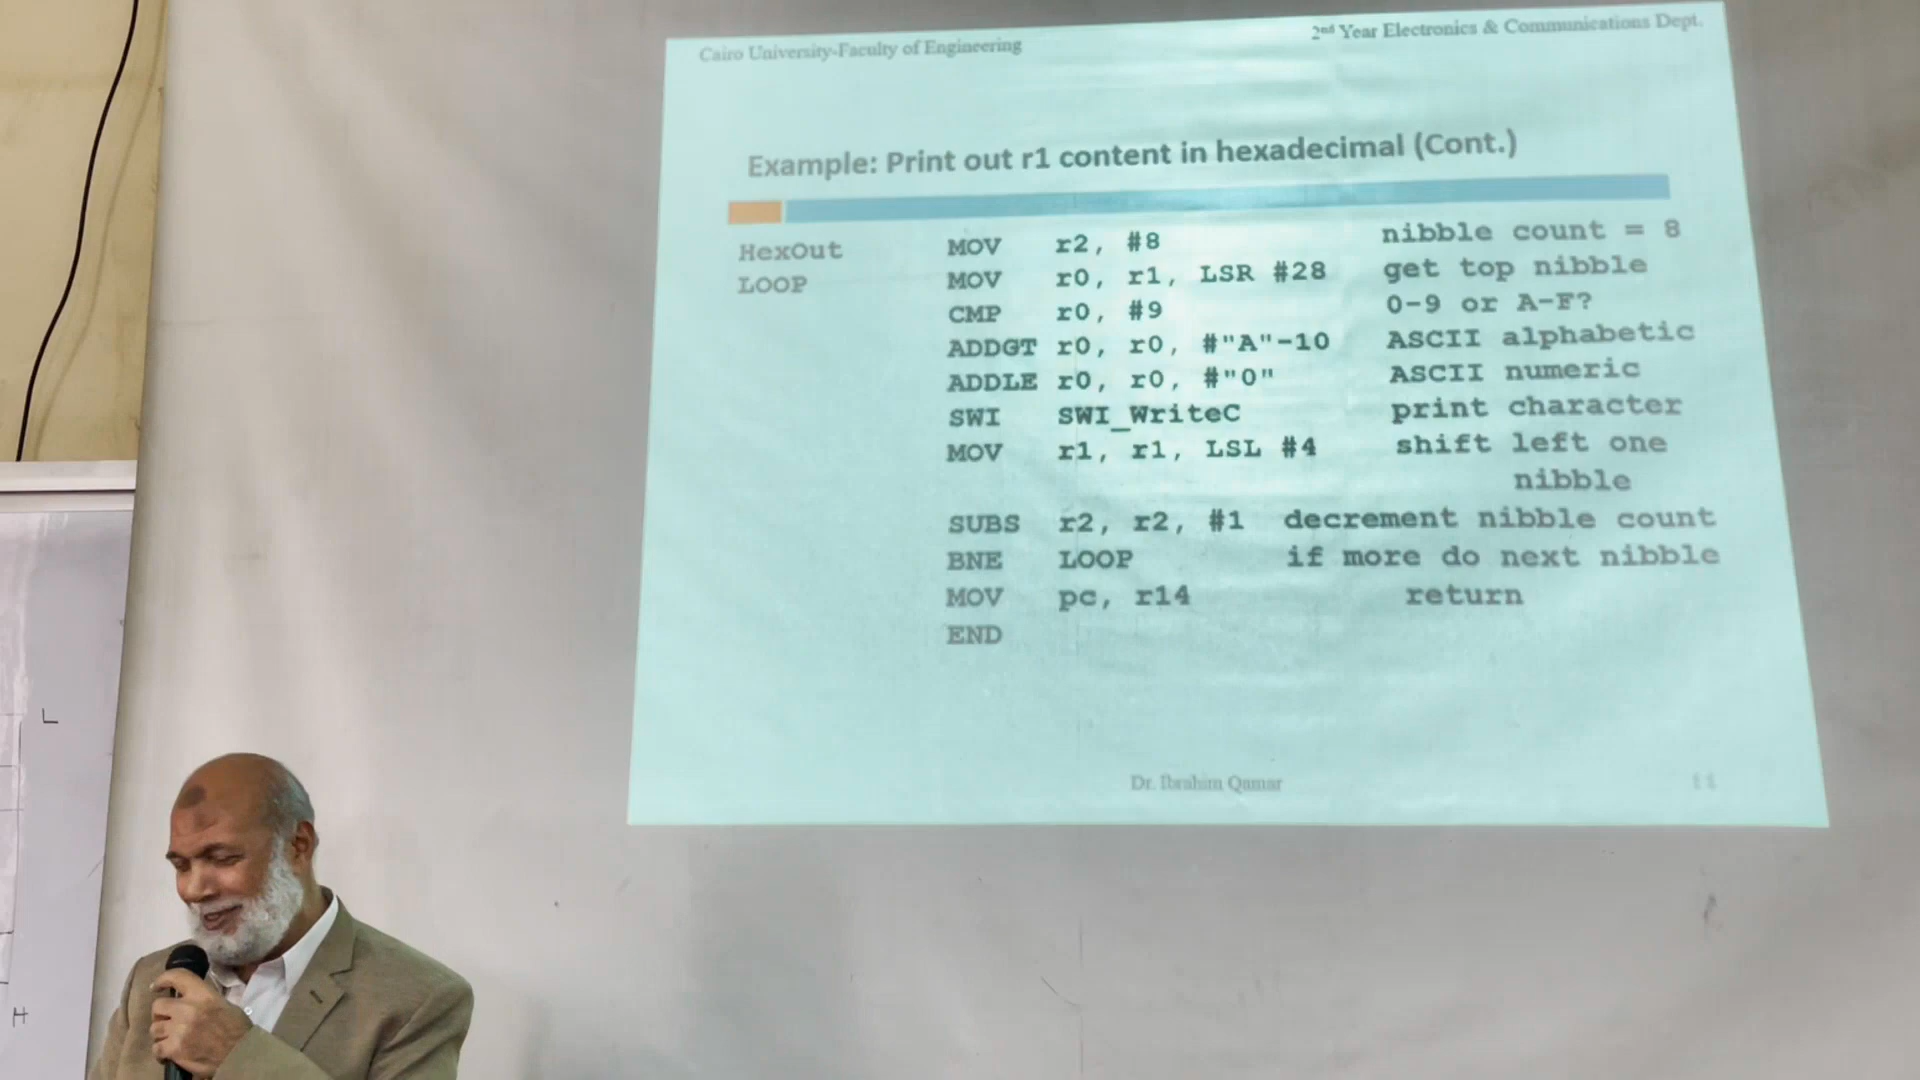 Cairo University-Faculty of Engineering
2nd Year Electronics & Communications Dept.
Example: Print out r1 content in hexadecimal (Cont.)
HexOut MOV r2, #8 nibble count = 8
LOOP MOV r0, r1, LSR #28 get top nibble
CMP r0, #9 0-9 or A-F?
ADDGT r0, r0, #"A"-10 ASCII alphabetic
ADDLE r0, r0, #"0" ASCII numeric
SWI SWI_WriteC print character
MOV r1, r1, LSL #4 shift left one
nibble
SUBS r2, r2, #1 decrement nibble count
BNE LOOP if more do next nibble
MOV pc, r14 return
END
Dr. Ibrahim Qamar
11
L
H